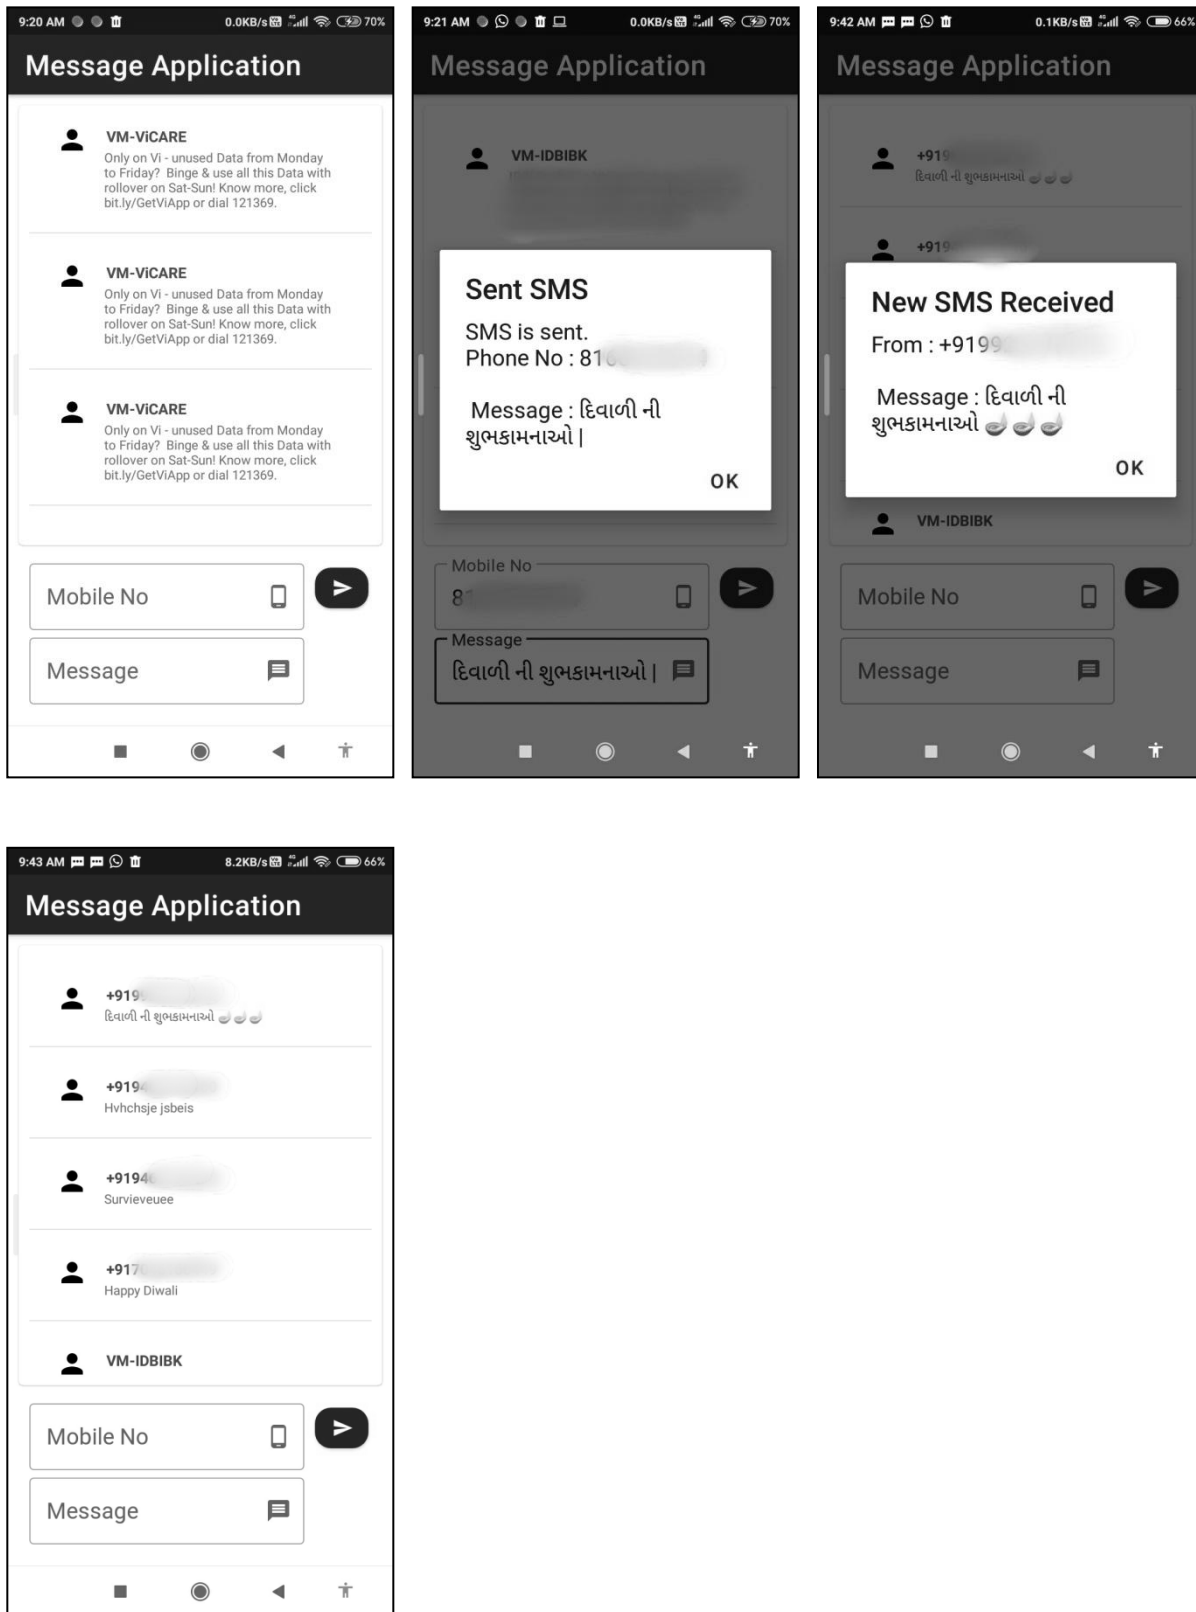 9:20 AM
0.0KB/s
70%
Message Application
VM-ViCARE
Only on Vi - unused Data from Monday
to Friday? Binge & use all this Data with
rollover on Sat-Sun! Know more, click
bit.ly/GetViApp or dial 121369.
VM-ViCARE
Only on Vi - unused Data from Monday
to Friday? Binge & use all this Data with
rollover on Sat-Sun! Know more, click
bit.ly/GetViApp or dial 121369.
VM-ViCARE
Only on Vi - unused Data from Monday
to Friday? Binge & use all this Data with
rollover on Sat-Sun! Know more, click
bit.ly/GetViApp or dial 121369.
Mobile No
Message
9:21 AM
0.0KB/s
70%
Message Application
VM-IDBIBK
Sent SMS
SMS is sent.
Phone No : 81
Message : દિવાળી ની
શુભકામનાઓ |
OK
Mobile No
8
Message
દિવાળી ની શુભકામનાઓ |
9:42 AM
0.1KB/s
66%
Message Application
+919
દિવાળી ની શુભકામનાઓ 🪔🪔🪔
+919
New SMS Received
From : +9199
Message : દિવાળી ની
શુભકામનાઓ 🪔🪔🪔
OK
VM-IDBIBK
Mobile No
Message
9:43 AM
8.2KB/s
66%
Message Application
+919
દિવાળી ની શુભકામનાઓ 🪔🪔🪔
+919
Hvhchsje jsbeis
+9194
Survieveuee
+917
Happy Diwali
VM-IDBIBK
Mobile No
Message